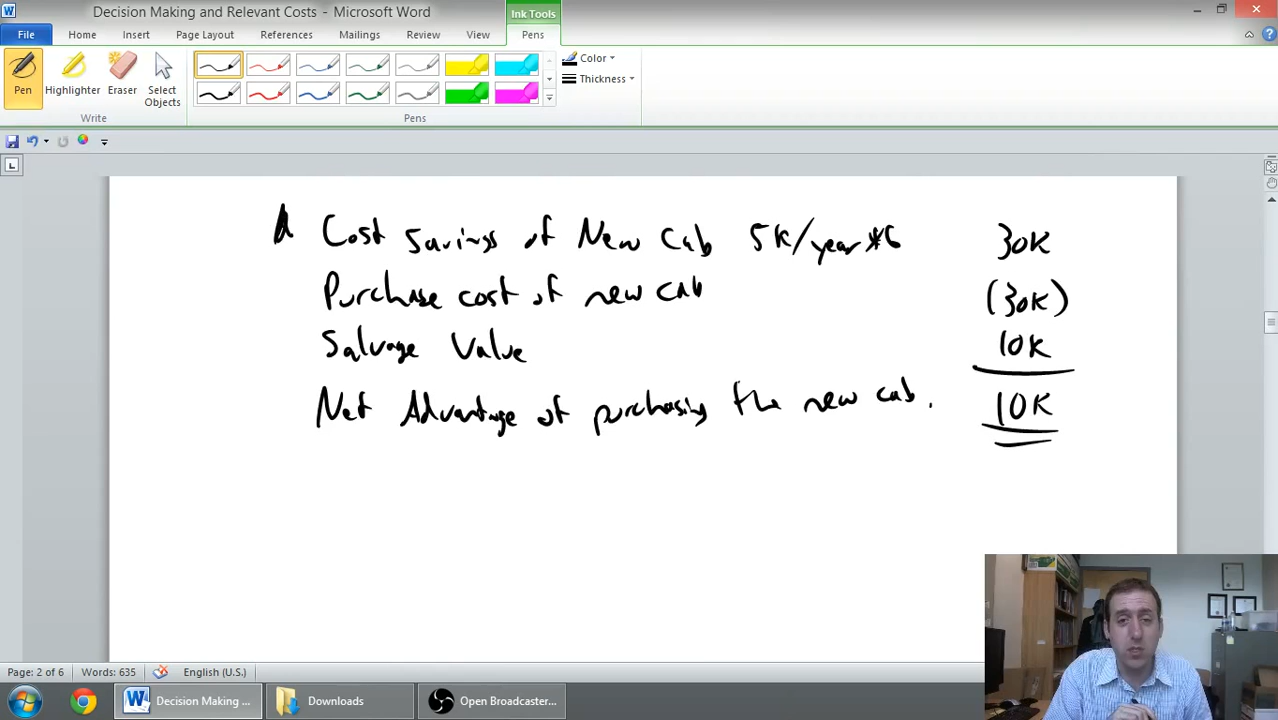 Decision Making and Relevant Costs - Microsoft Word
Ink Tools
File Home Insert Page Layout References Mailings Review View Pens
Pen Highlighter Eraser Select Objects
Color
Thickness
Write Pens
A Cost Savings of New Cab 5K/year*6 30K
Purchase cost of new cab (30K)
Salvage Value 10K
Net Advantage of purchasing the new cab. 10K
Page: 2 of 6 Words: 635 English (U.S.)
Decision Making ... Downloads Open Broadcaster...